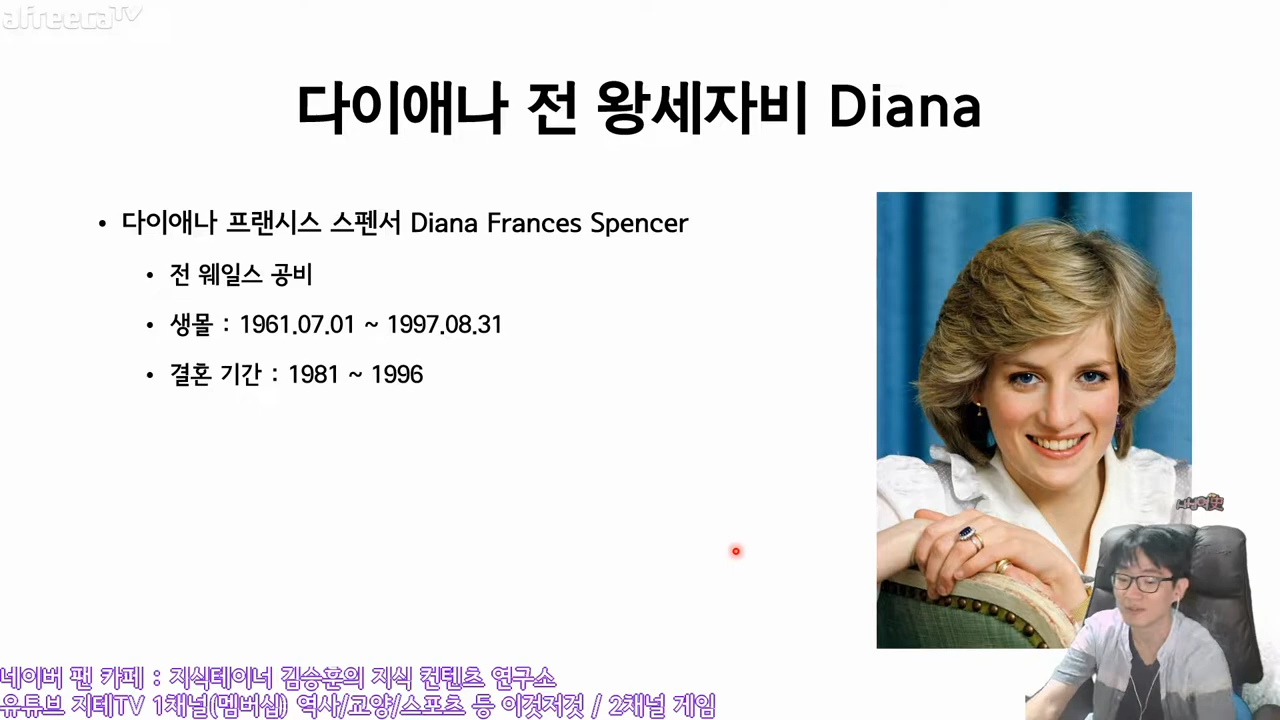 afreecaTV
다이애나 전 왕세자비 Diana
• 다이애나 프랜시스 스펜서 Diana Frances Spencer
• 전 웨일스 공비
• 생몰 : 1961.07.01 ~ 1997.08.31
• 결혼 기간 : 1981 ~ 1996
네이버 팬 카페 : 지식테이너 김승훈의 지식 컨텐츠 연구소
유튜브 지테TV 1채널(멤버십) 역사/교양/스포츠 등 이것저것 / 2채널 게임